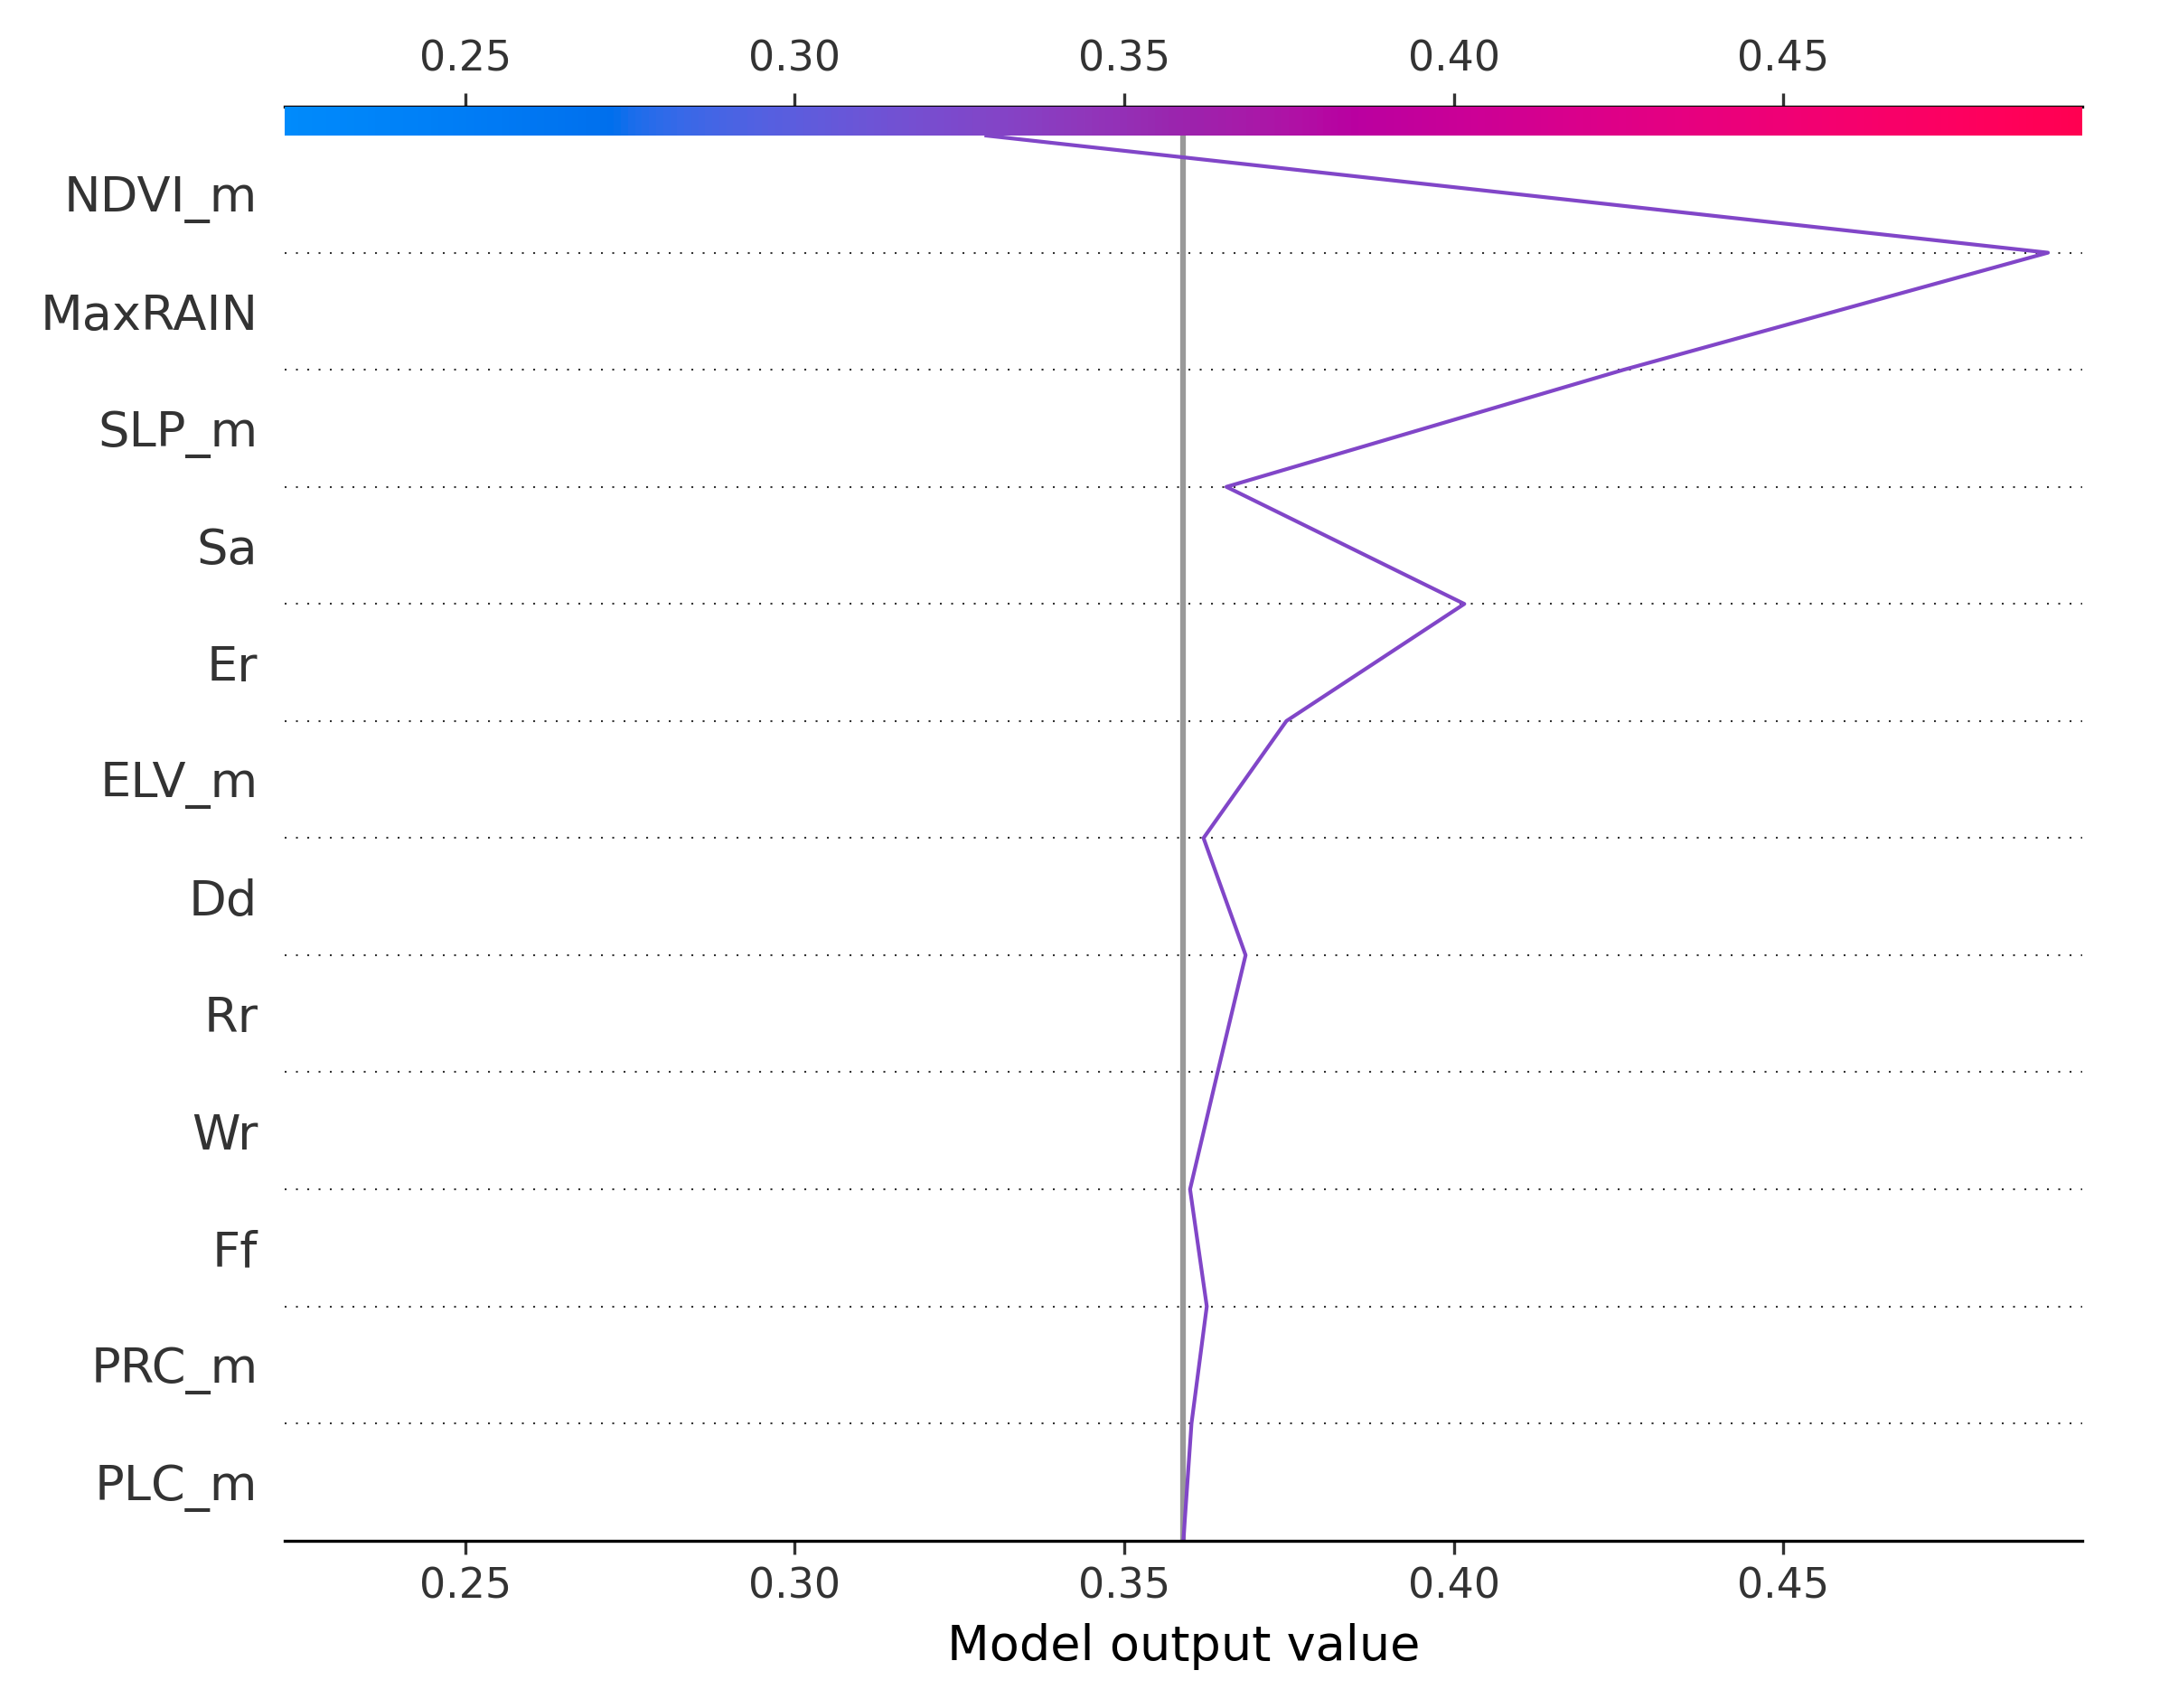 0.25 0.30 0.35 0.40 0.45
NDVI_m
MaxRAIN
SLP_m
Sa
Er
ELV_m
Dd
Rr
Wr
Ff
PRC_m
PLC_m
0.25 0.30 0.35 0.40 0.45
Model output value